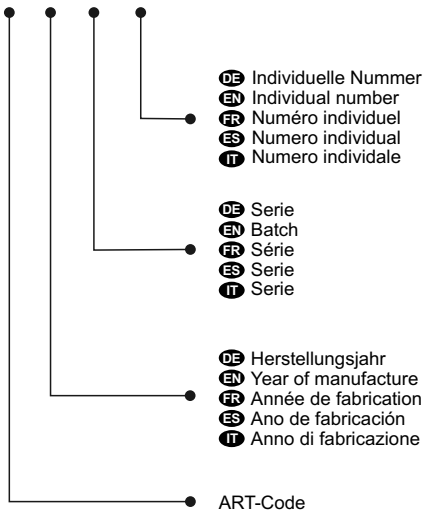 DE Individuelle Nummer
EN Individual number
FR Numéro individuel
ES Numero individual
IT Numero individale
DE Serie
EN Batch
FR Série
ES Serie
IT Serie
DE Herstellungsjahr
EN Year of manufacture
FR Année de fabrication
ES Ano de fabricación
IT Anno di fabricazione
ART-Code